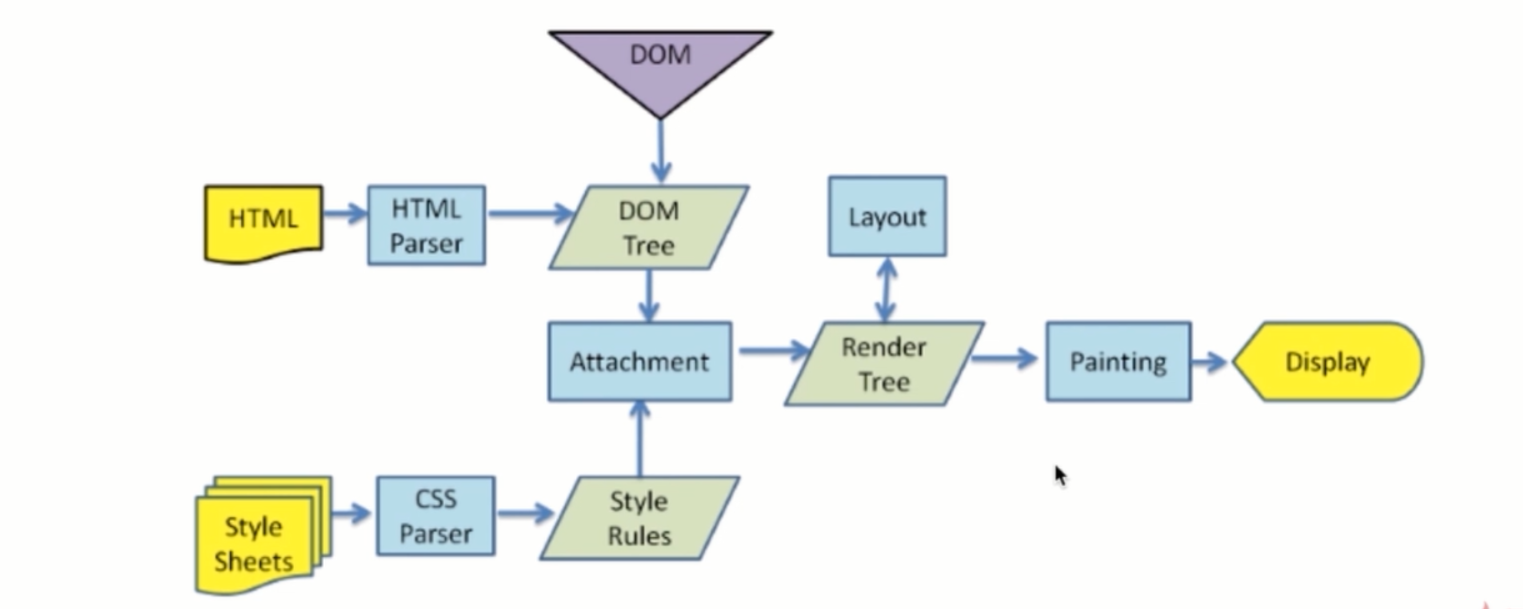 DOM
HTML
HTML
Parser
DOM
Tree
Layout
Attachment
Render
Tree
Painting
Display
Style
Sheets
CSS
Parser
Style
Rules